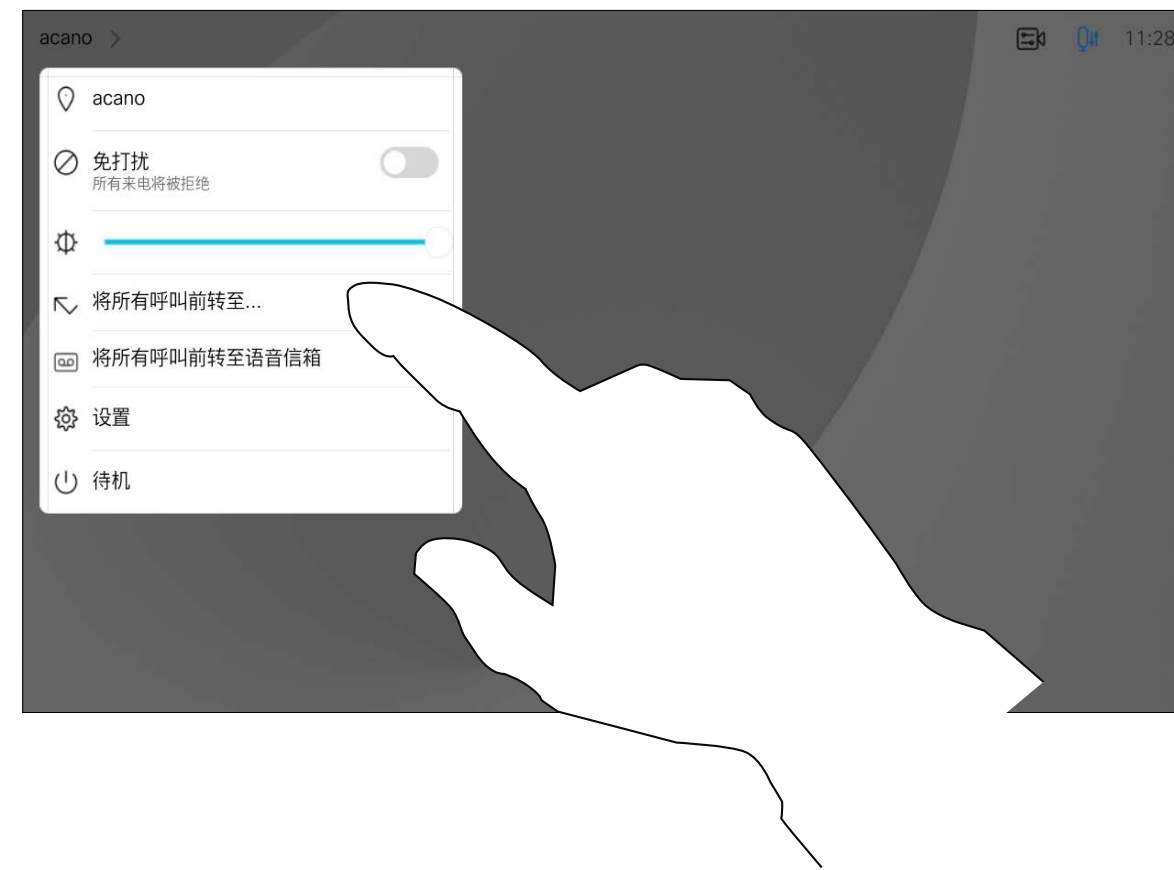 acano
11:28
acano
免打扰
所有来电将被拒绝
将所有呼叫前转至...
将所有呼叫前转至语音信箱
设置
待机